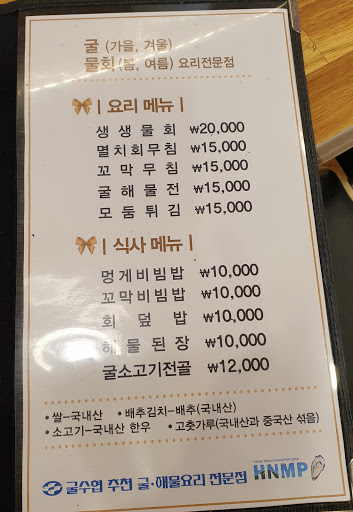 굴 (가을, 겨울)
물회 (봄, 여름) 요리전문점
| 요리 메뉴 |
생생물회 ₩20,000
멸치회무침 ₩15,000
꼬막무침 ₩15,000
굴해물전 ₩15,000
모둠튀김 ₩15,000
| 식사 메뉴 |
멍게비빔밥 ₩10,000
꼬막비빔밥 ₩10,000
회덮밥 ₩10,000
해물된장 ₩10,000
굴소고기전골 ₩12,000
• 쌀-국내산 • 배추김치-배추(국내산)
• 소고기-국내산 한우 • 고춧가루(국내산과 중국산 섞음)
굴수협 추천 굴·해물요리 전문점 HNMP